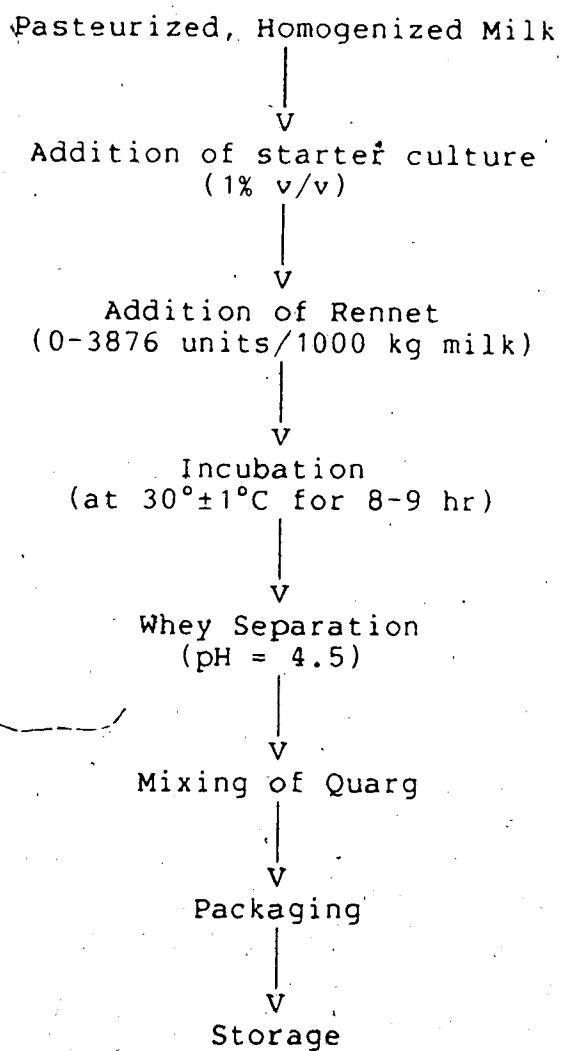 Pasteurized, Homogenized Milk
Addition of starter culture
(1% v/v)
Addition of Rennet
(0-3876 units/1000 kg milk)
Incubation
(at 30°±1°C for 8-9 hr)
Whey Separation
(pH = 4.5)
Mixing of Quarg
Packaging
Storage